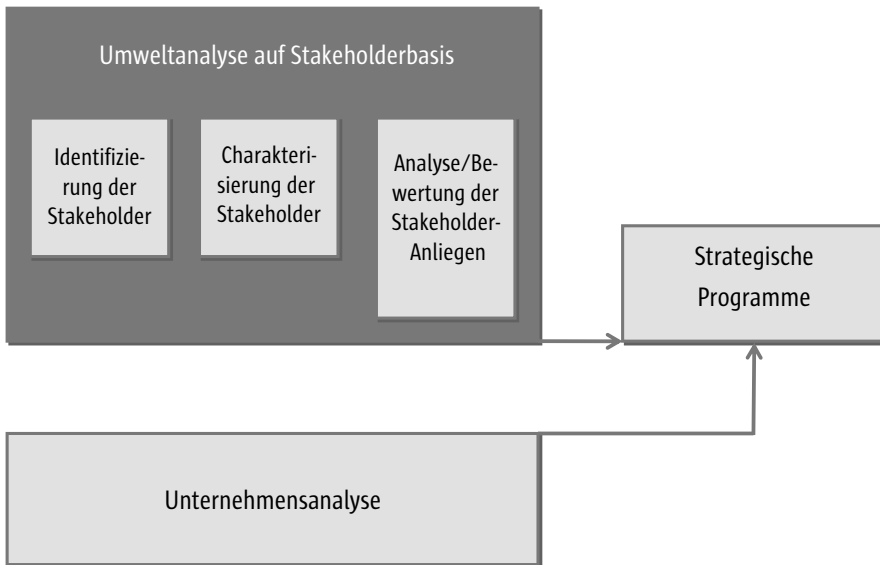 Umweltanalyse auf Stakeholderbasis
Identifizie-
rung der
Stakeholder
Charakteri-
sierung der
Stakeholder
Analyse/Be-
wertung der
Stakeholder-
Anliegen
Strategische
Programme
Unternehmensanalyse